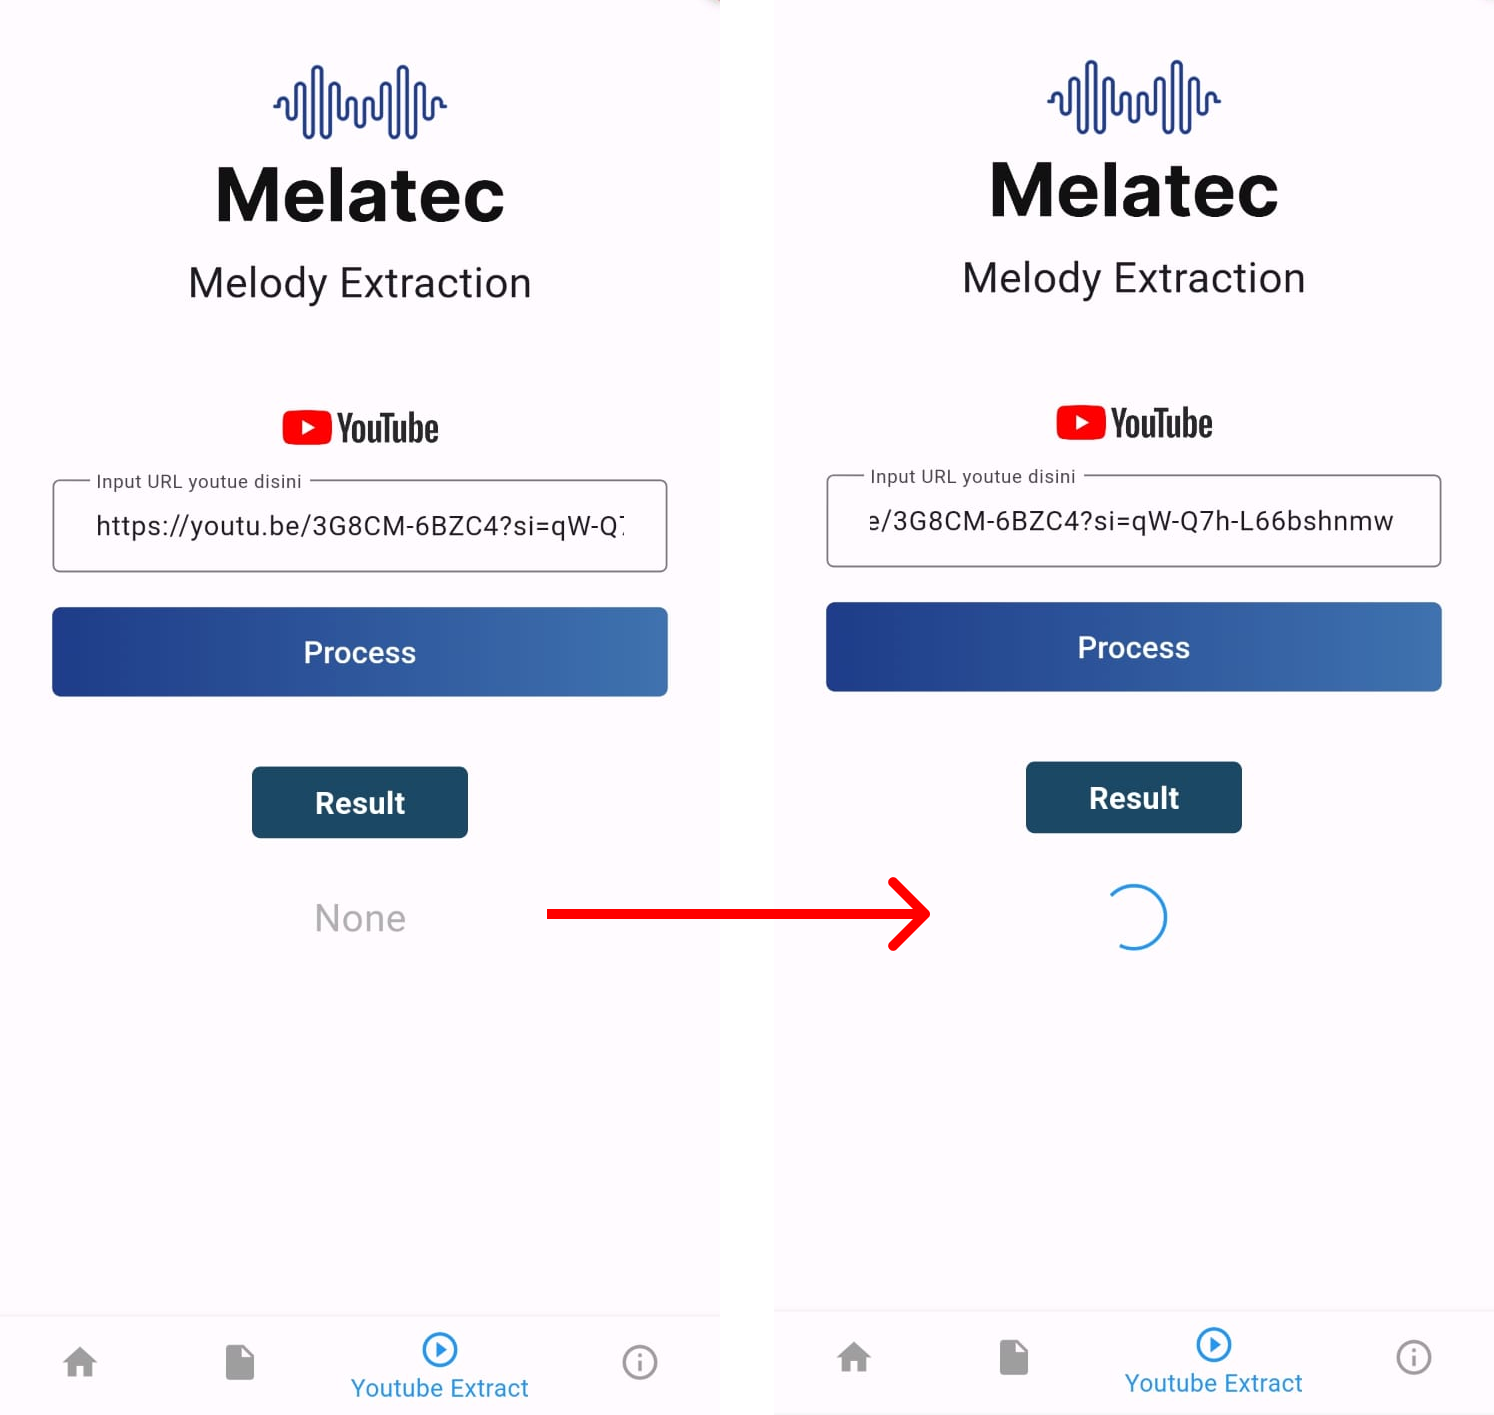 Melatec
Melody Extraction
YouTube
Input URL youtue disini
https://youtu.be/3G8CM-6BZC4?si=qW-Q7
Process
Result
None
Youtube Extract
Melatec
Melody Extraction
YouTube
Input URL youtue disini
e/3G8CM-6BZC4?si=qW-Q7h-L66bshnmw
Process
Result
Youtube Extract